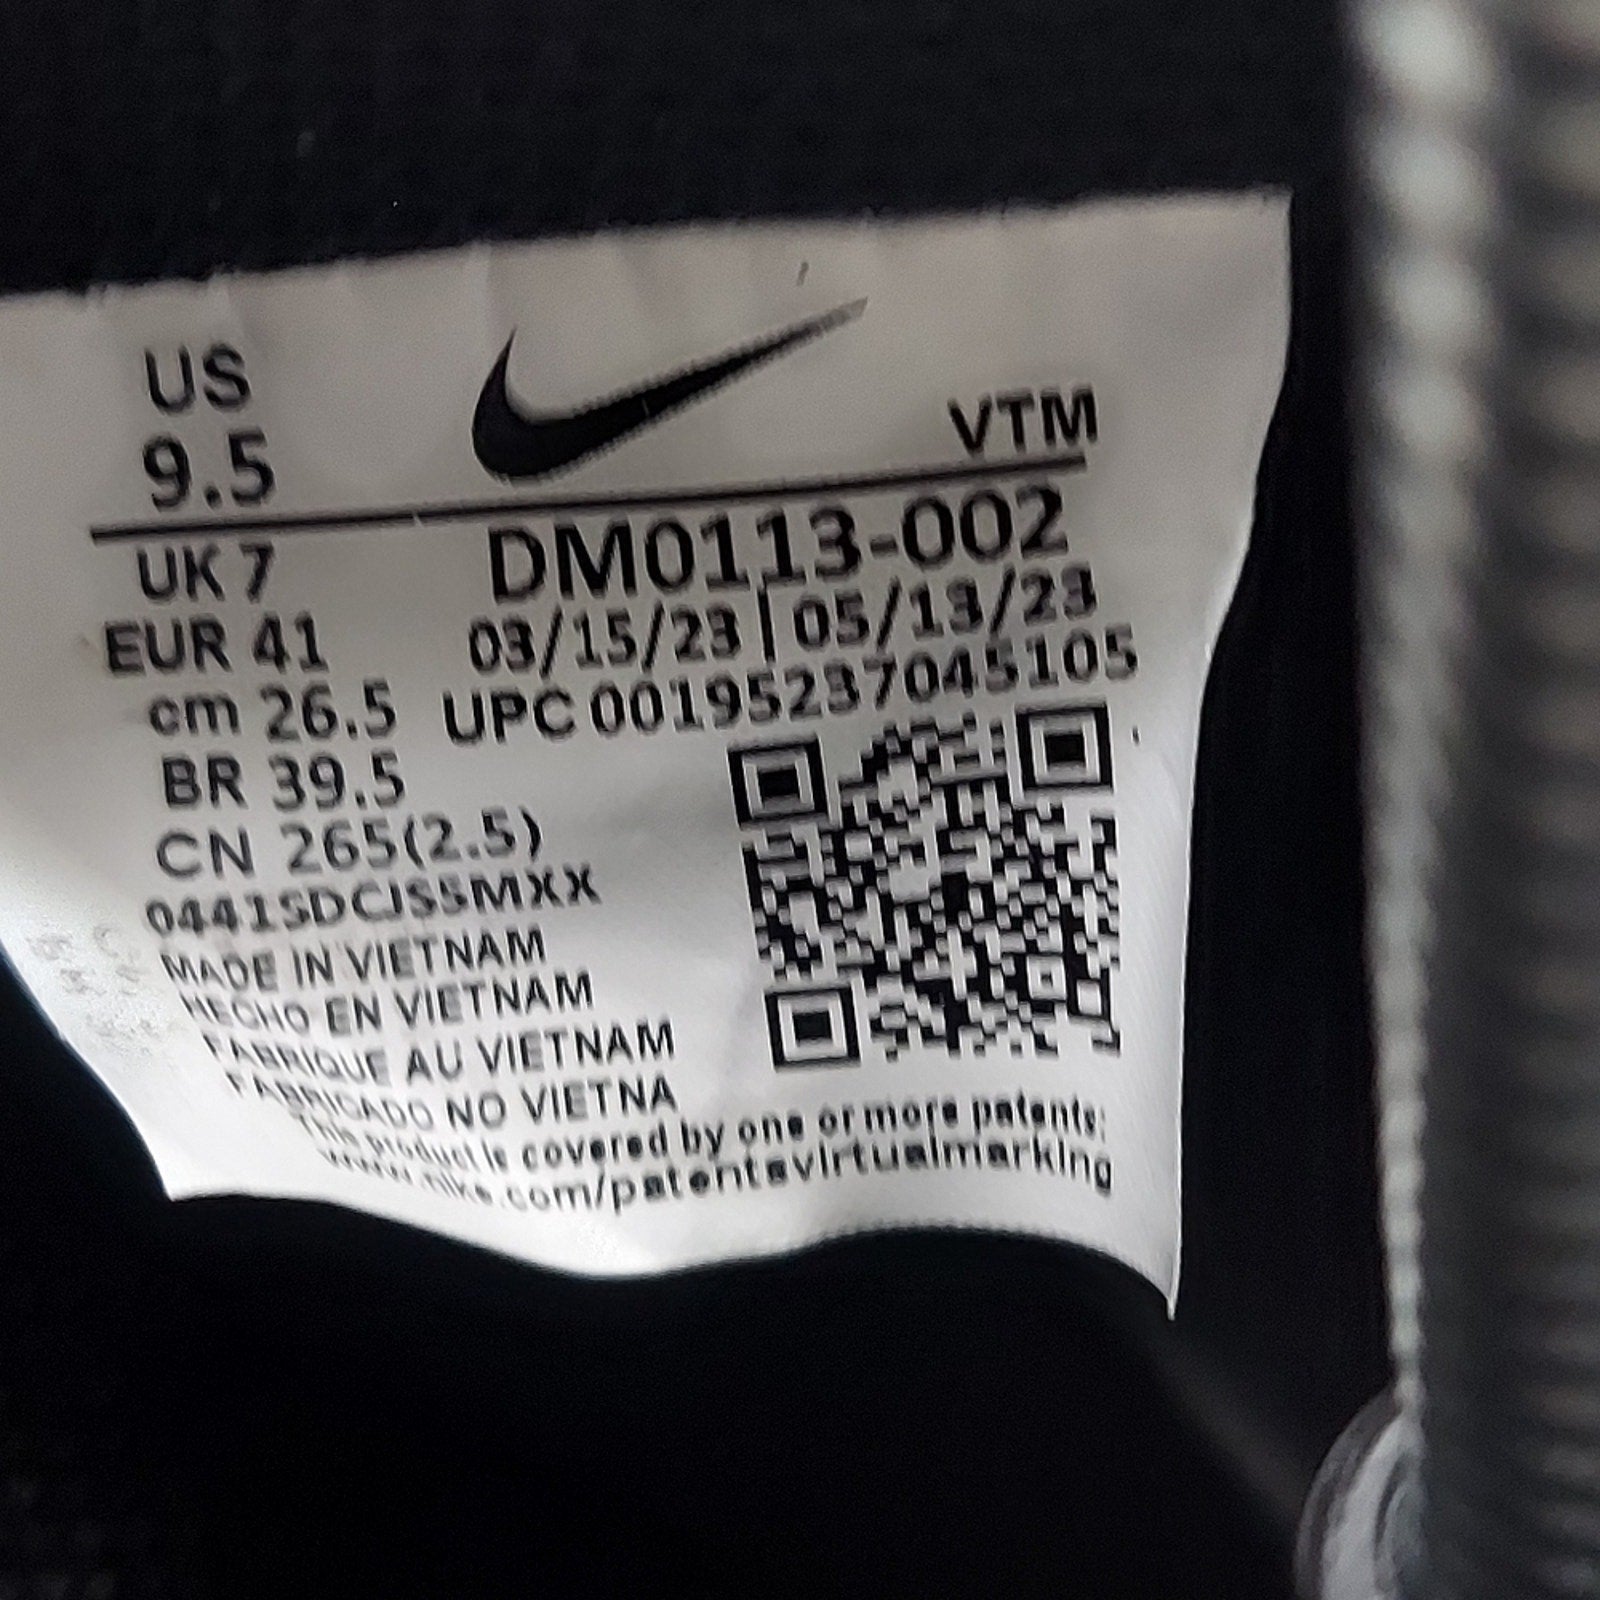 US
9.5
VTM
UK 7
DM0113-002
EUR 41
03/15/23 | 05/13/23
cm 26.5
UPC 00195237045105
BR 39.5
CN 265(2.5)
0441SDCJS5MXX
MADE IN VIETNAM
HECHO EN VIETNAM
FABRIQUE AU VIETNAM
FABRICADO NO VIETNA
This product is covered by one or more patents:
www.nike.com/patentsvirtualmarking